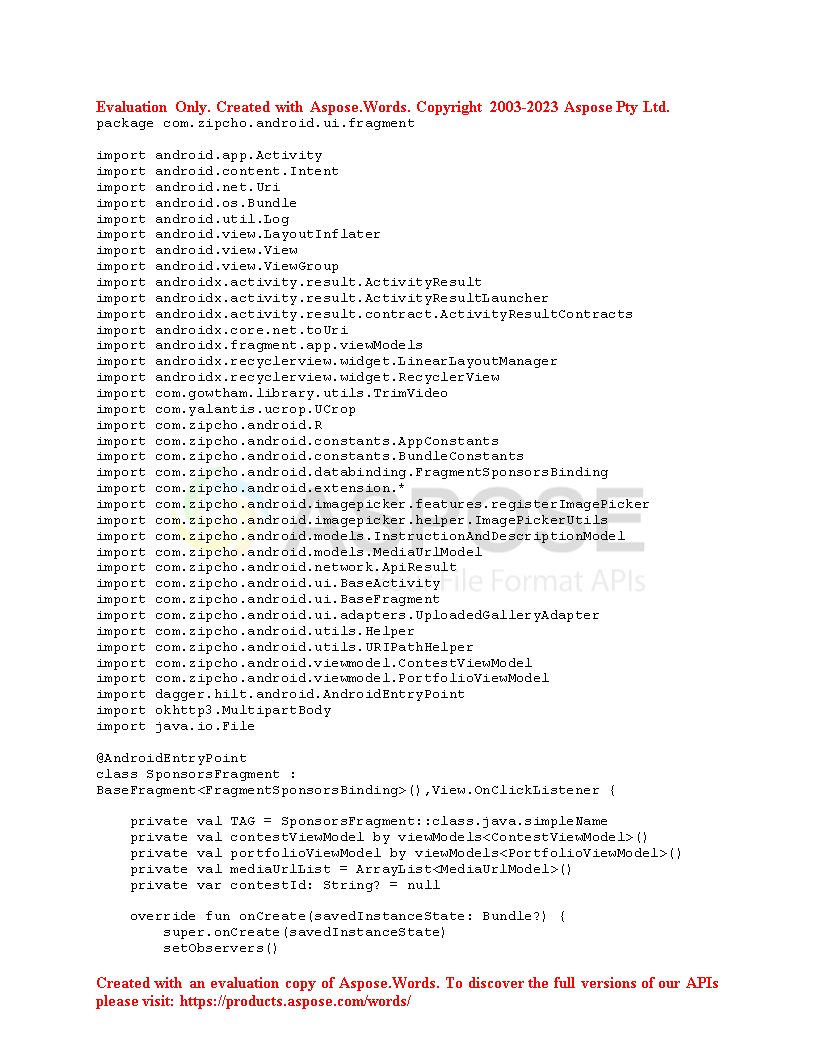 Evaluation Only. Created with Aspose.Words. Copyright 2003-2023 Aspose Pty Ltd.
package com.zipcho.android.ui.fragment
import android.app.Activity
import android.content.Intent
import android.net.Uri
import android.os.Bundle
import android.util.Log
import android.view.LayoutInflater
import android.view.View
import android.view.ViewGroup
import androidx.activity.result.ActivityResult
import androidx.activity.result.ActivityResultLauncher
import androidx.activity.result.contract.ActivityResultContracts
import androidx.core.net.toUri
import androidx.fragment.app.viewModels
import androidx.recyclerview.widget.LinearLayoutManager
import androidx.recyclerview.widget.RecyclerView
import com.gowtham.library.utils.TrimVideo
import com.yalantis.ucrop.UCrop
import com.zipcho.android.R
import com.zipcho.android.constants.AppConstants
import com.zipcho.android.constants.BundleConstants
import com.zipcho.android.databinding.FragmentSponsorsBinding
import com.zipcho.android.extension.*
import com.zipcho.android.imagepicker.features.registerImagePicker
import com.zipcho.android.imagepicker.helper.ImagePickerUtils
import com.zipcho.android.models.InstructionAndDescriptionModel
import com.zipcho.android.models.MediaUrlModel
import com.zipcho.android.network.ApiResult
import com.zipcho.android.ui.BaseActivity
import com.zipcho.android.ui.BaseFragment
import com.zipcho.android.ui.adapters.UploadedGalleryAdapter
import com.zipcho.android.utils.Helper
import com.zipcho.android.utils.URIPathHelper
import com.zipcho.android.viewmodel.ContestViewModel
import com.zipcho.android.viewmodel.PortfolioViewModel
import dagger.hilt.android.AndroidEntryPoint
import okhttp3.MultipartBody
import java.io.File
@AndroidEntryPoint
class SponsorsFragment :
BaseFragment<FragmentSponsorsBinding>(),View.OnClickListener {
private val TAG = SponsorsFragment::class.java.simpleName
private val contestViewModel by viewModels<ContestViewModel>()
private val portfolioViewModel by viewModels<PortfolioViewModel>()
private val mediaUrlList = ArrayList<MediaUrlModel>()
private var contestId: String? = null
override fun onCreate(savedInstanceState: Bundle?) {
super.onCreate(savedInstanceState)
setObservers()
ASPOSE
File Format APIs
Created with an evaluation copy of Aspose.Words. To discover the full versions of our APIs
please visit: https://products.aspose.com/words/